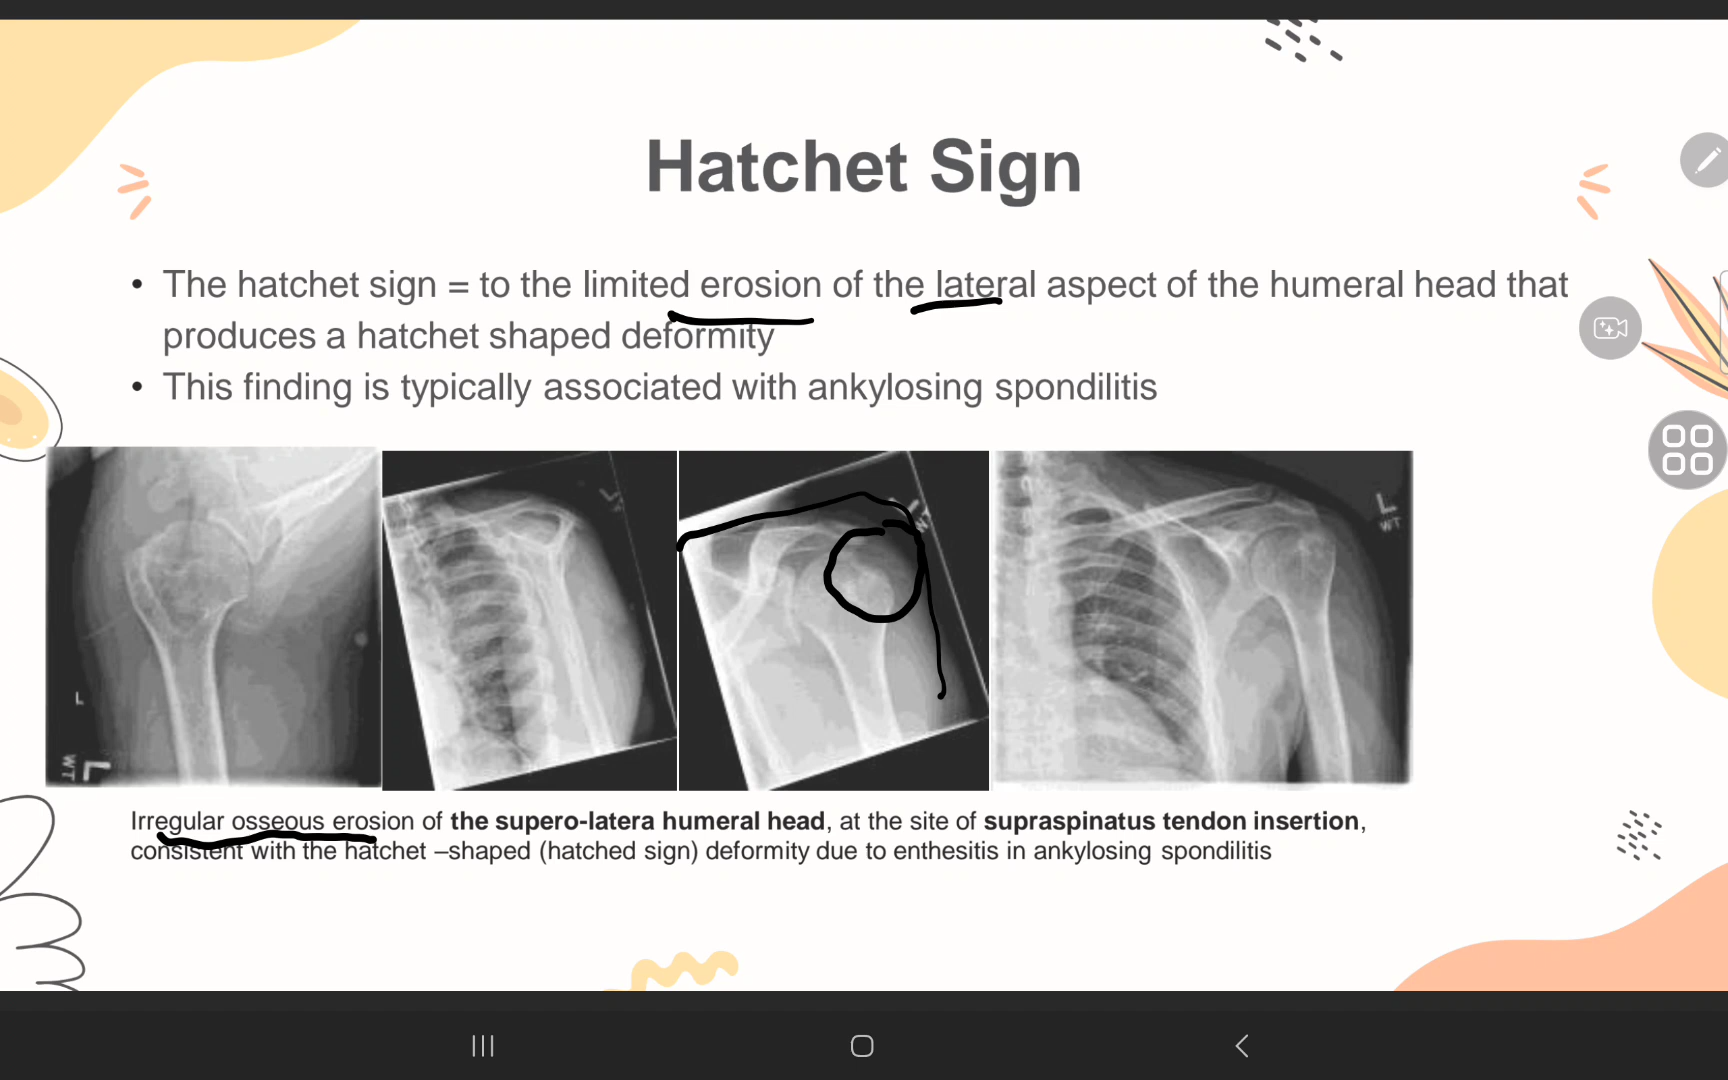 Hatchet Sign
• The hatchet sign = to the limited erosion of the lateral aspect of the humeral head that
produces a hatchet shaped deformity
• This finding is typically associated with ankylosing spondilitis
L
WT
L
WT
L
WT
Irregular osseous erosion of the supero-latera humeral head, at the site of supraspinatus tendon insertion,
consistent with the hatchet –shaped (hatched sign) deformity due to enthesitis in ankylosing spondilitis